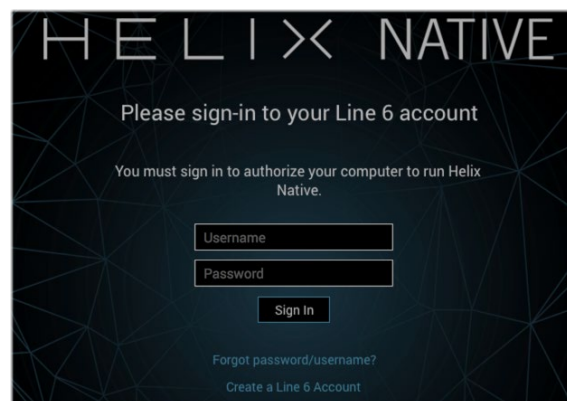 HELIX NATIVE
Please sign-in to your Line 6 account
You must sign in to authorize your computer to run Helix
Native.
Username
Password
Sign In
Forgot password/username?
Create a Line 6 Account